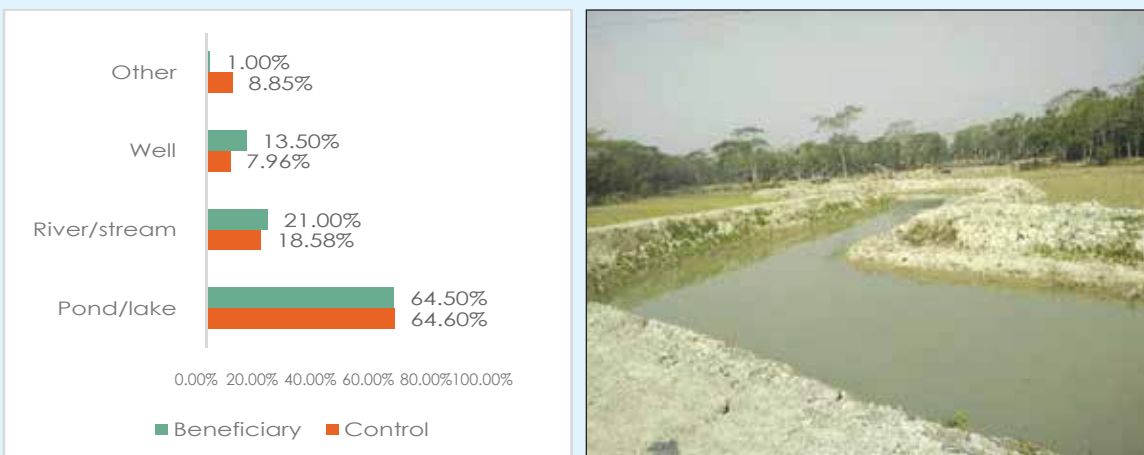 Other
1.00%
8.85%
Well
13.50%
7.96%
River/stream
21.00%
18.58%
Pond/lake
64.50%
64.60%
0.00% 20.00% 40.00% 60.00% 80.00% 100.00%
Beneficiary Control